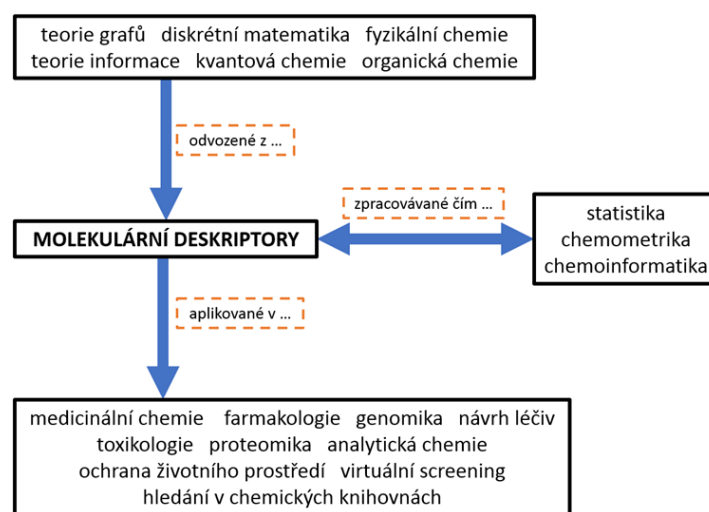 teorie grafů diskrétní matematika fyzikální chemie
teorie informace kvantová chemie organická chemie
odvozené z ...
zpracovávané čím ...
MOLEKULÁRNÍ DESKRIPTORY
statistika
chemometrika
chemoinformatika
aplikované v ...
medicinální chemie farmakologie genomika návrh léčiv
toxikologie proteomika analytická chemie
ochrana životního prostředí virtuální screening
hledání v chemických knihovnách